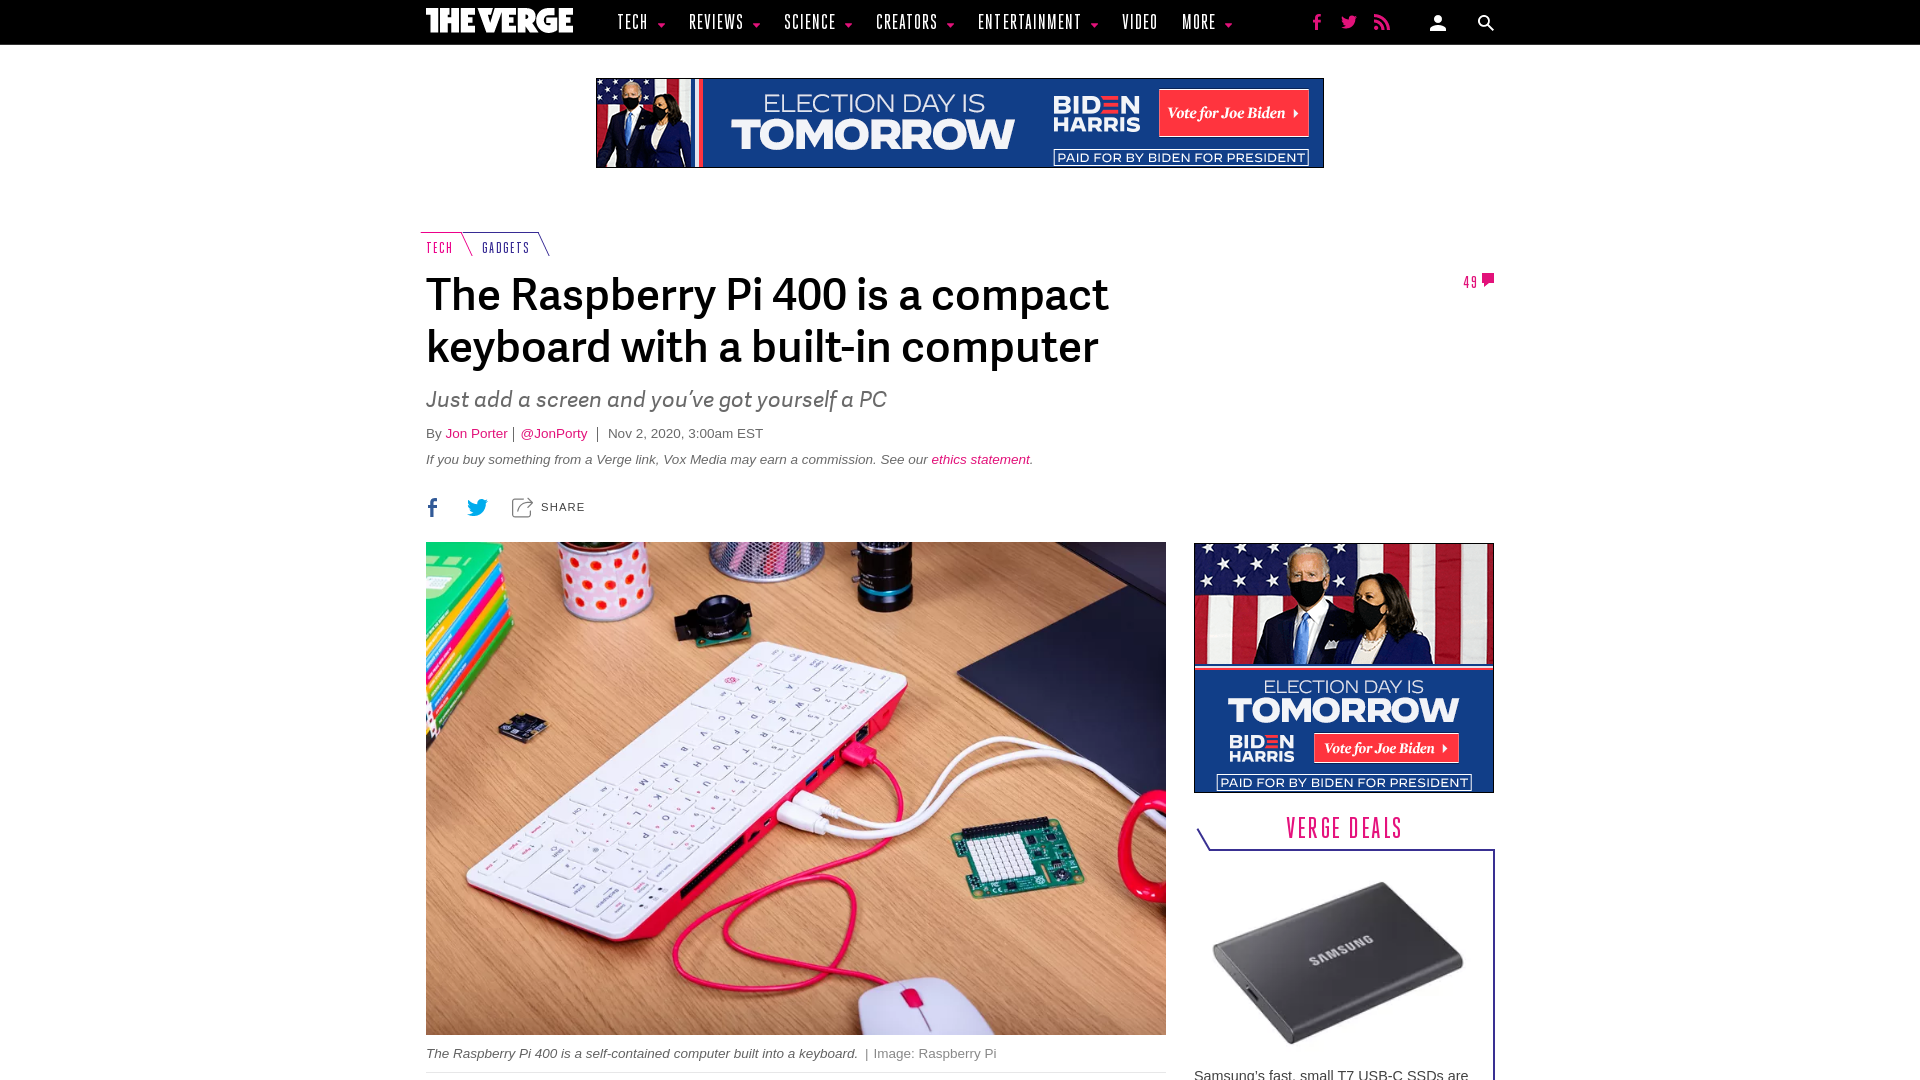 THE VERGE
TECH REVIEWS SCIENCE CREATORS ENTERTAINMENT VIDEO MORE
ELECTION DAY IS
TOMORROW
BIDEN
HARRIS
Vote for Joe Biden
PAID FOR BY BIDEN FOR PRESIDENT
TECH GADGETS
The Raspberry Pi 400 is a compact
keyboard with a built-in computer
49
Just add a screen and you’ve got yourself a PC
By Jon Porter | @JonPorty | Nov 2, 2020, 3:00am EST
If you buy something from a Verge link, Vox Media may earn a commission. See our ethics statement.
SHARE
ELECTION DAY IS
TOMORROW
BIDEN
HARRIS
Vote for Joe Biden
PAID FOR BY BIDEN FOR PRESIDENT
VERGE DEALS
SAMSUNG
The Raspberry Pi 400 is a self-contained computer built into a keyboard. | Image: Raspberry Pi
Samsung’s fast, small T7 USB-C SSDs are